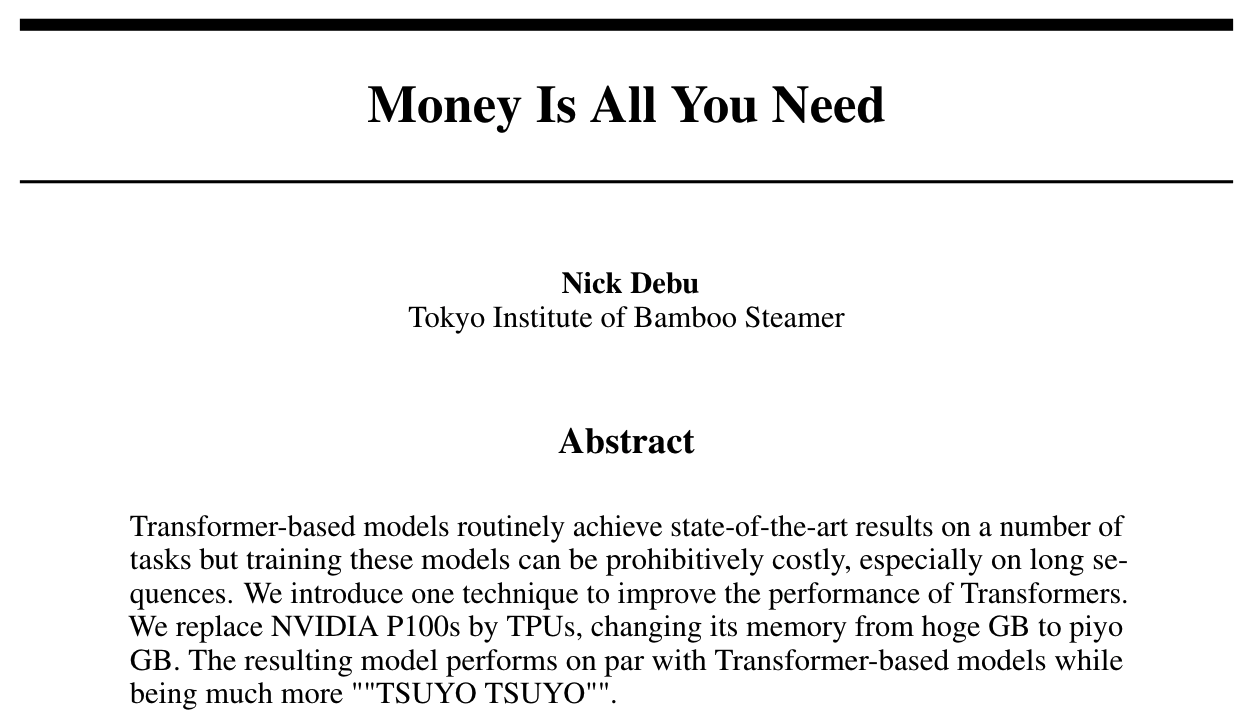 Money Is All You Need
Nick Debu
Tokyo Institute of Bamboo Steamer
Abstract
Transformer-based models routinely achieve state-of-the-art results on a number of
tasks but training these models can be prohibitively costly, especially on long se-
quences. We introduce one technique to improve the performance of Transformers.
We replace NVIDIA P100s by TPUs, changing its memory from hoge GB to piyo
GB. The resulting model performs on par with Transformer-based models while
being much more ""TSUYO TSUYO"".